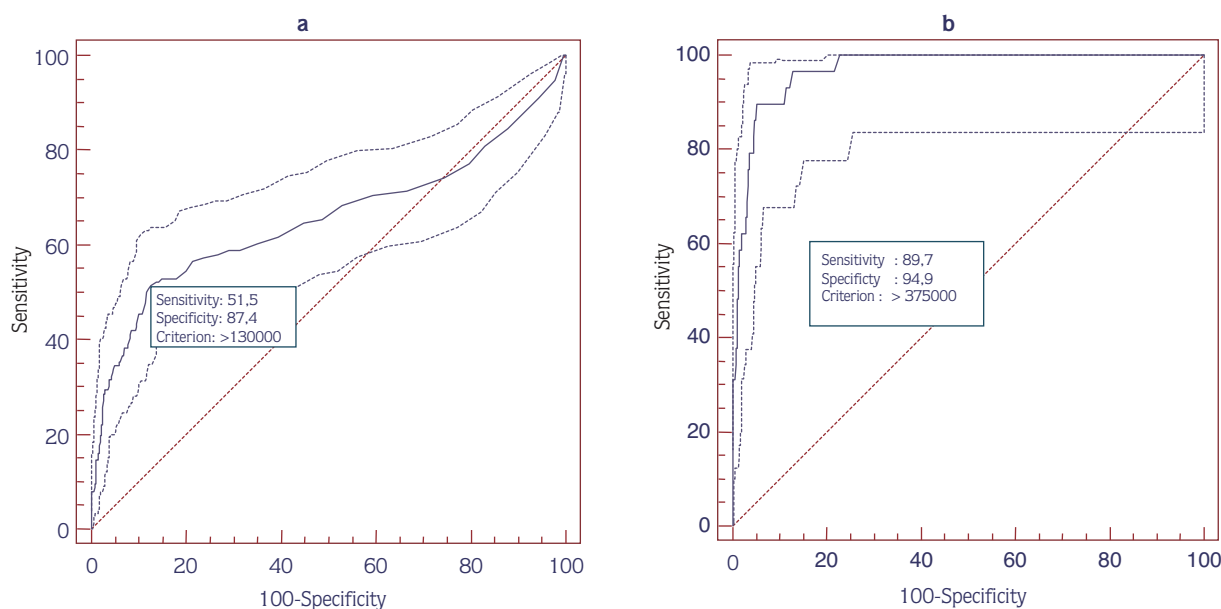 a
100
80
60
40
20
0
Sensitivity
Sensitivity: 51,5
Specificity: 87,4
Criterion: >130000
0 20 40 60 80 100
100-Specificity
b
100
80
60
40
20
0
Sensitivity
Sensitivity : 89,7
Specificty : 94,9
Criterion : > 375000
0 20 40 60 80 100
100-Specificity